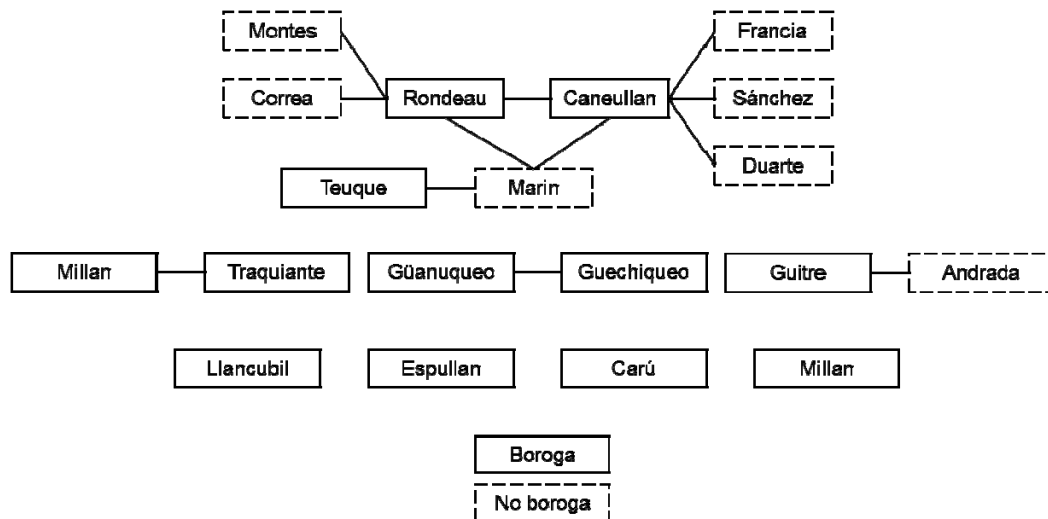 Montes
Francia
Correa
Rondeau
Caneullan
Sánchez
Duarte
Teuque
Marin
Millan
Traquiante
Güanuqueo
Guechiqueo
Guitre
Andrada
Llancubil
Espullan
Carú
Millan
Boroga
No boroga